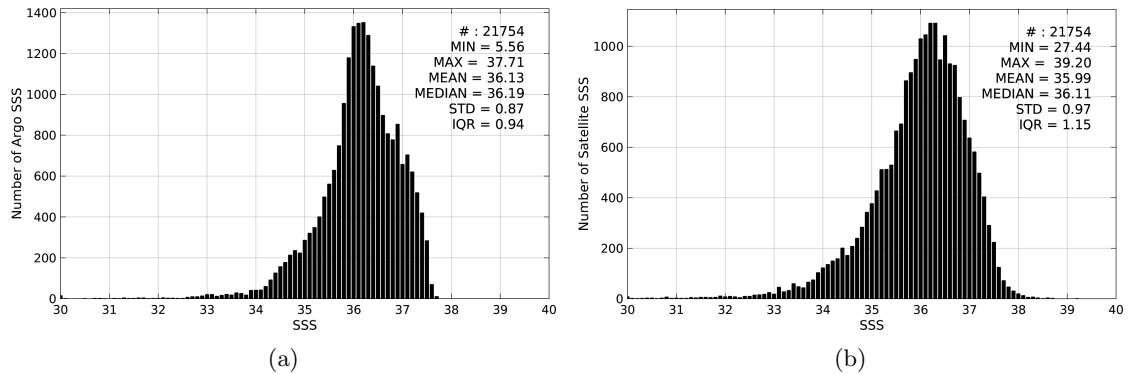 1400
1200
1000
800
600
400
200
0
Number of Argo SSS
# : 21754
MIN = 5.56
MAX = 37.71
MEAN = 36.13
MEDIAN = 36.19
STD = 0.87
IQR = 0.94
30 31 32 33 34 35 36 37 38 39 40
SSS
(a)
1000
800
600
400
200
0
Number of Satellite SSS
# : 21754
MIN = 27.44
MAX = 39.20
MEAN = 35.99
MEDIAN = 36.11
STD = 0.97
IQR = 1.15
30 31 32 33 34 35 36 37 38 39 40
SSS
(b)